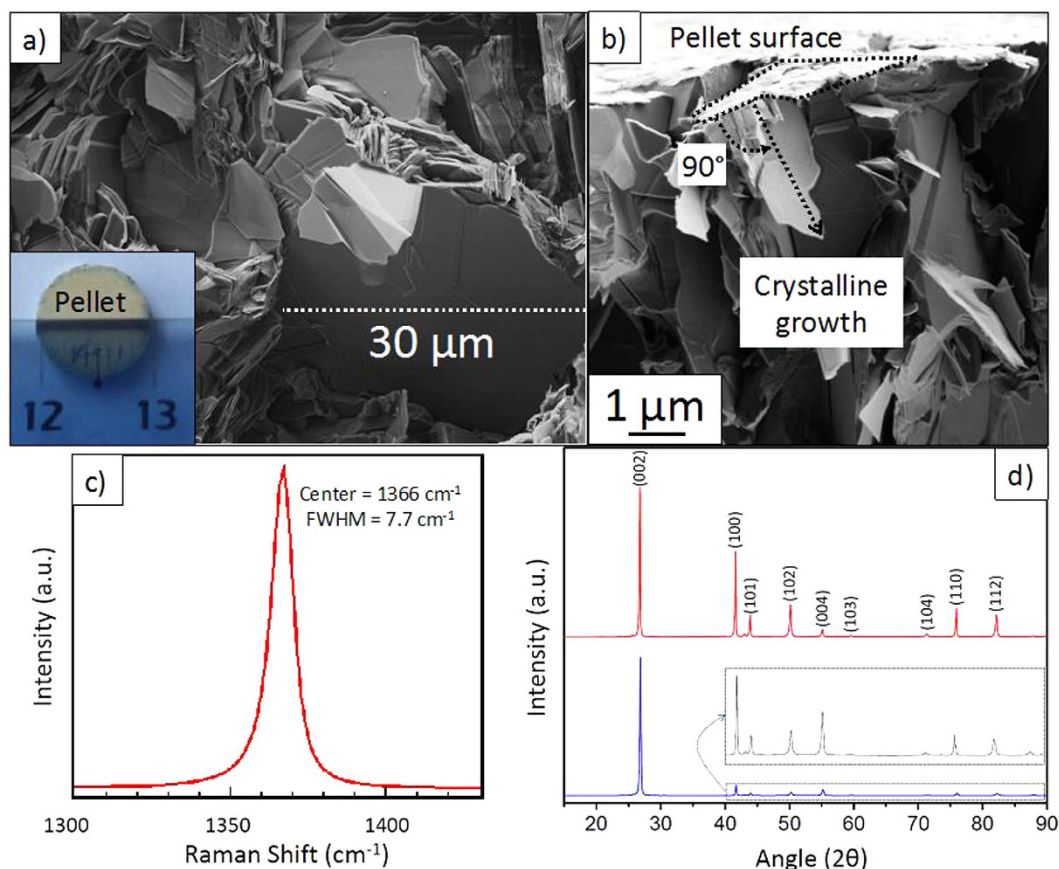 a)
30 µm
Pellet
12 13
b)
Pellet surface
90°
Crystalline
growth
1 µm
c)
Center = 1366 cm-1
FWHM = 7.7 cm-1
Intensity (a.u.)
1300 1350 1400
Raman Shift (cm-1)
d)
(002)
(100)
(101)
(102)
(004)
(103)
(104)
(110)
(112)
Intensity (a.u.)
20 30 40 50 60 70 80 90
Angle (2θ)